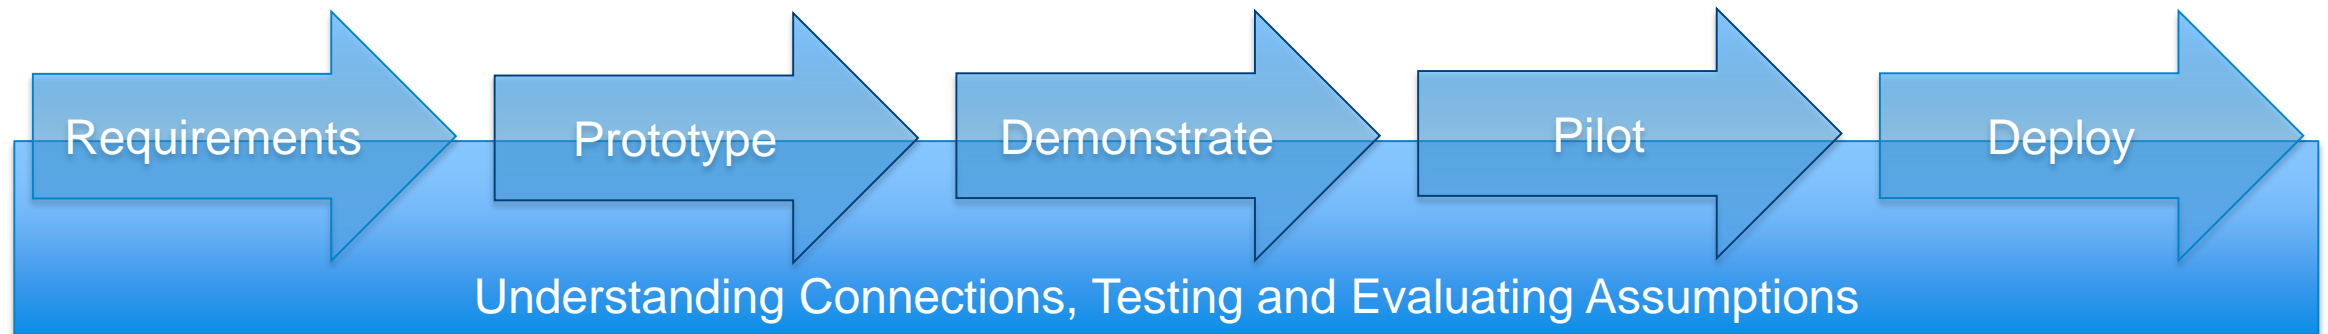 Requirements
Prototype
Demonstrate
Pilot
Deploy
Understanding Connections, Testing and Evaluating Assumptions